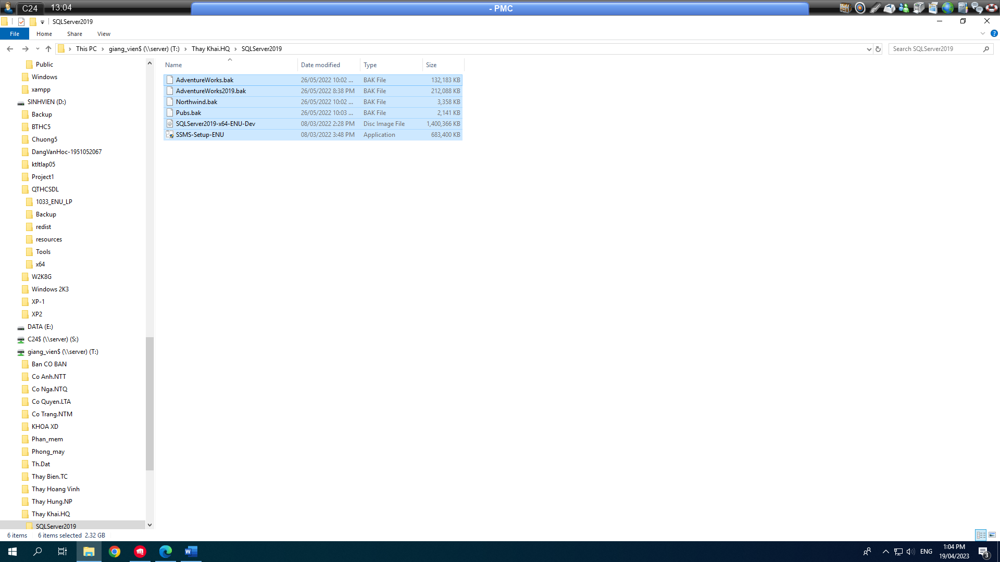 C24 13:04 - PMC
SQLServer2019
File Home Share View
This PC giang_vien$ (\\server) (T:) Thay Khai.HQ SQLServer2019 Search SQLServer2019
Name Date modified Type Size
AdventureWorks.bak 26/05/2022 10:02 ... BAK File 132,183 KB
AdventureWorks2019.bak 26/05/2022 8:38 PM BAK File 212,088 KB
Northwind.bak 26/05/2022 10:02 ... BAK File 3,358 KB
Pubs.bak 26/05/2022 10:03 ... BAK File 2,141 KB
SQLServer2019-x64-ENU-Dev 08/03/2022 2:28 PM Disc Image File 1,400,366 KB
SSMS-Setup-ENU 08/03/2022 3:48 PM Application 683,400 KB
Public
Windows
xampp
SINHVIEN (D:)
Backup
BTHC5
Chuong5
DangVanHoc-1951052067
ktltlap05
Project1
QTHCSDL
1033_ENU_LP
Backup
redist
resources
Tools
x64
W2K8G
Windows 2K3
XP-1
XP2
DATA (E:)
C24$ (\\server) (S:)
giang_vien$ (\\server) (T:)
Ban CO BAN
Co Anh.NTT
Co Nga.NTQ
Co Quyen.LTA
Co Trang.NTM
KHOA XD
Phan_mem
Phong_may
Th.Dat
Thay Bien.TC
Thay Hoang Vinh
Thay Hung.NP
Thay Khai.HQ
SQLServer2019
6 items 6 items selected 2.32 GB
ENG 1:04 PM
19/04/2023
3